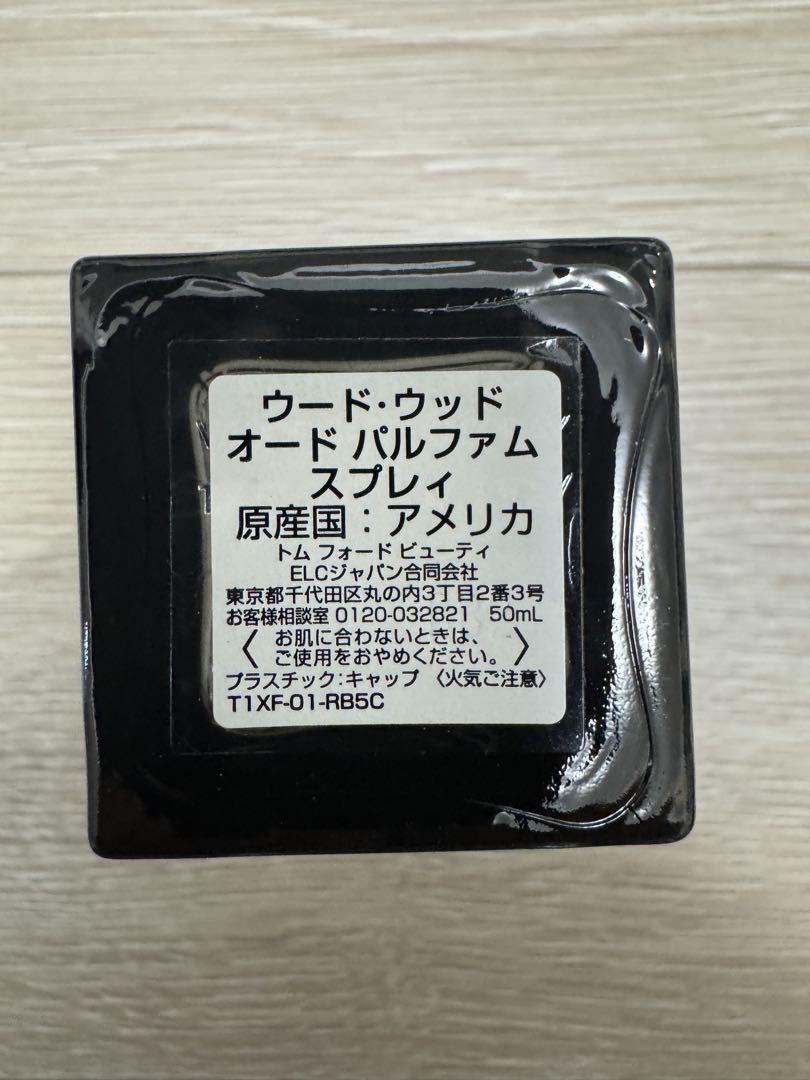 ウード・ウッド
オード パルファム
スプレィ
原産国：アメリカ
トム フォード ビューティ
ELCジャパン合同会社
東京都千代田区丸の内3丁目2番3号
お客様相談室 0120-032821 50mL
〈 お肌に合わないときは、
ご使用をおやめください。 〉
プラスチック：キャップ 〈火気ご注意〉
T1XF-01-RB5C